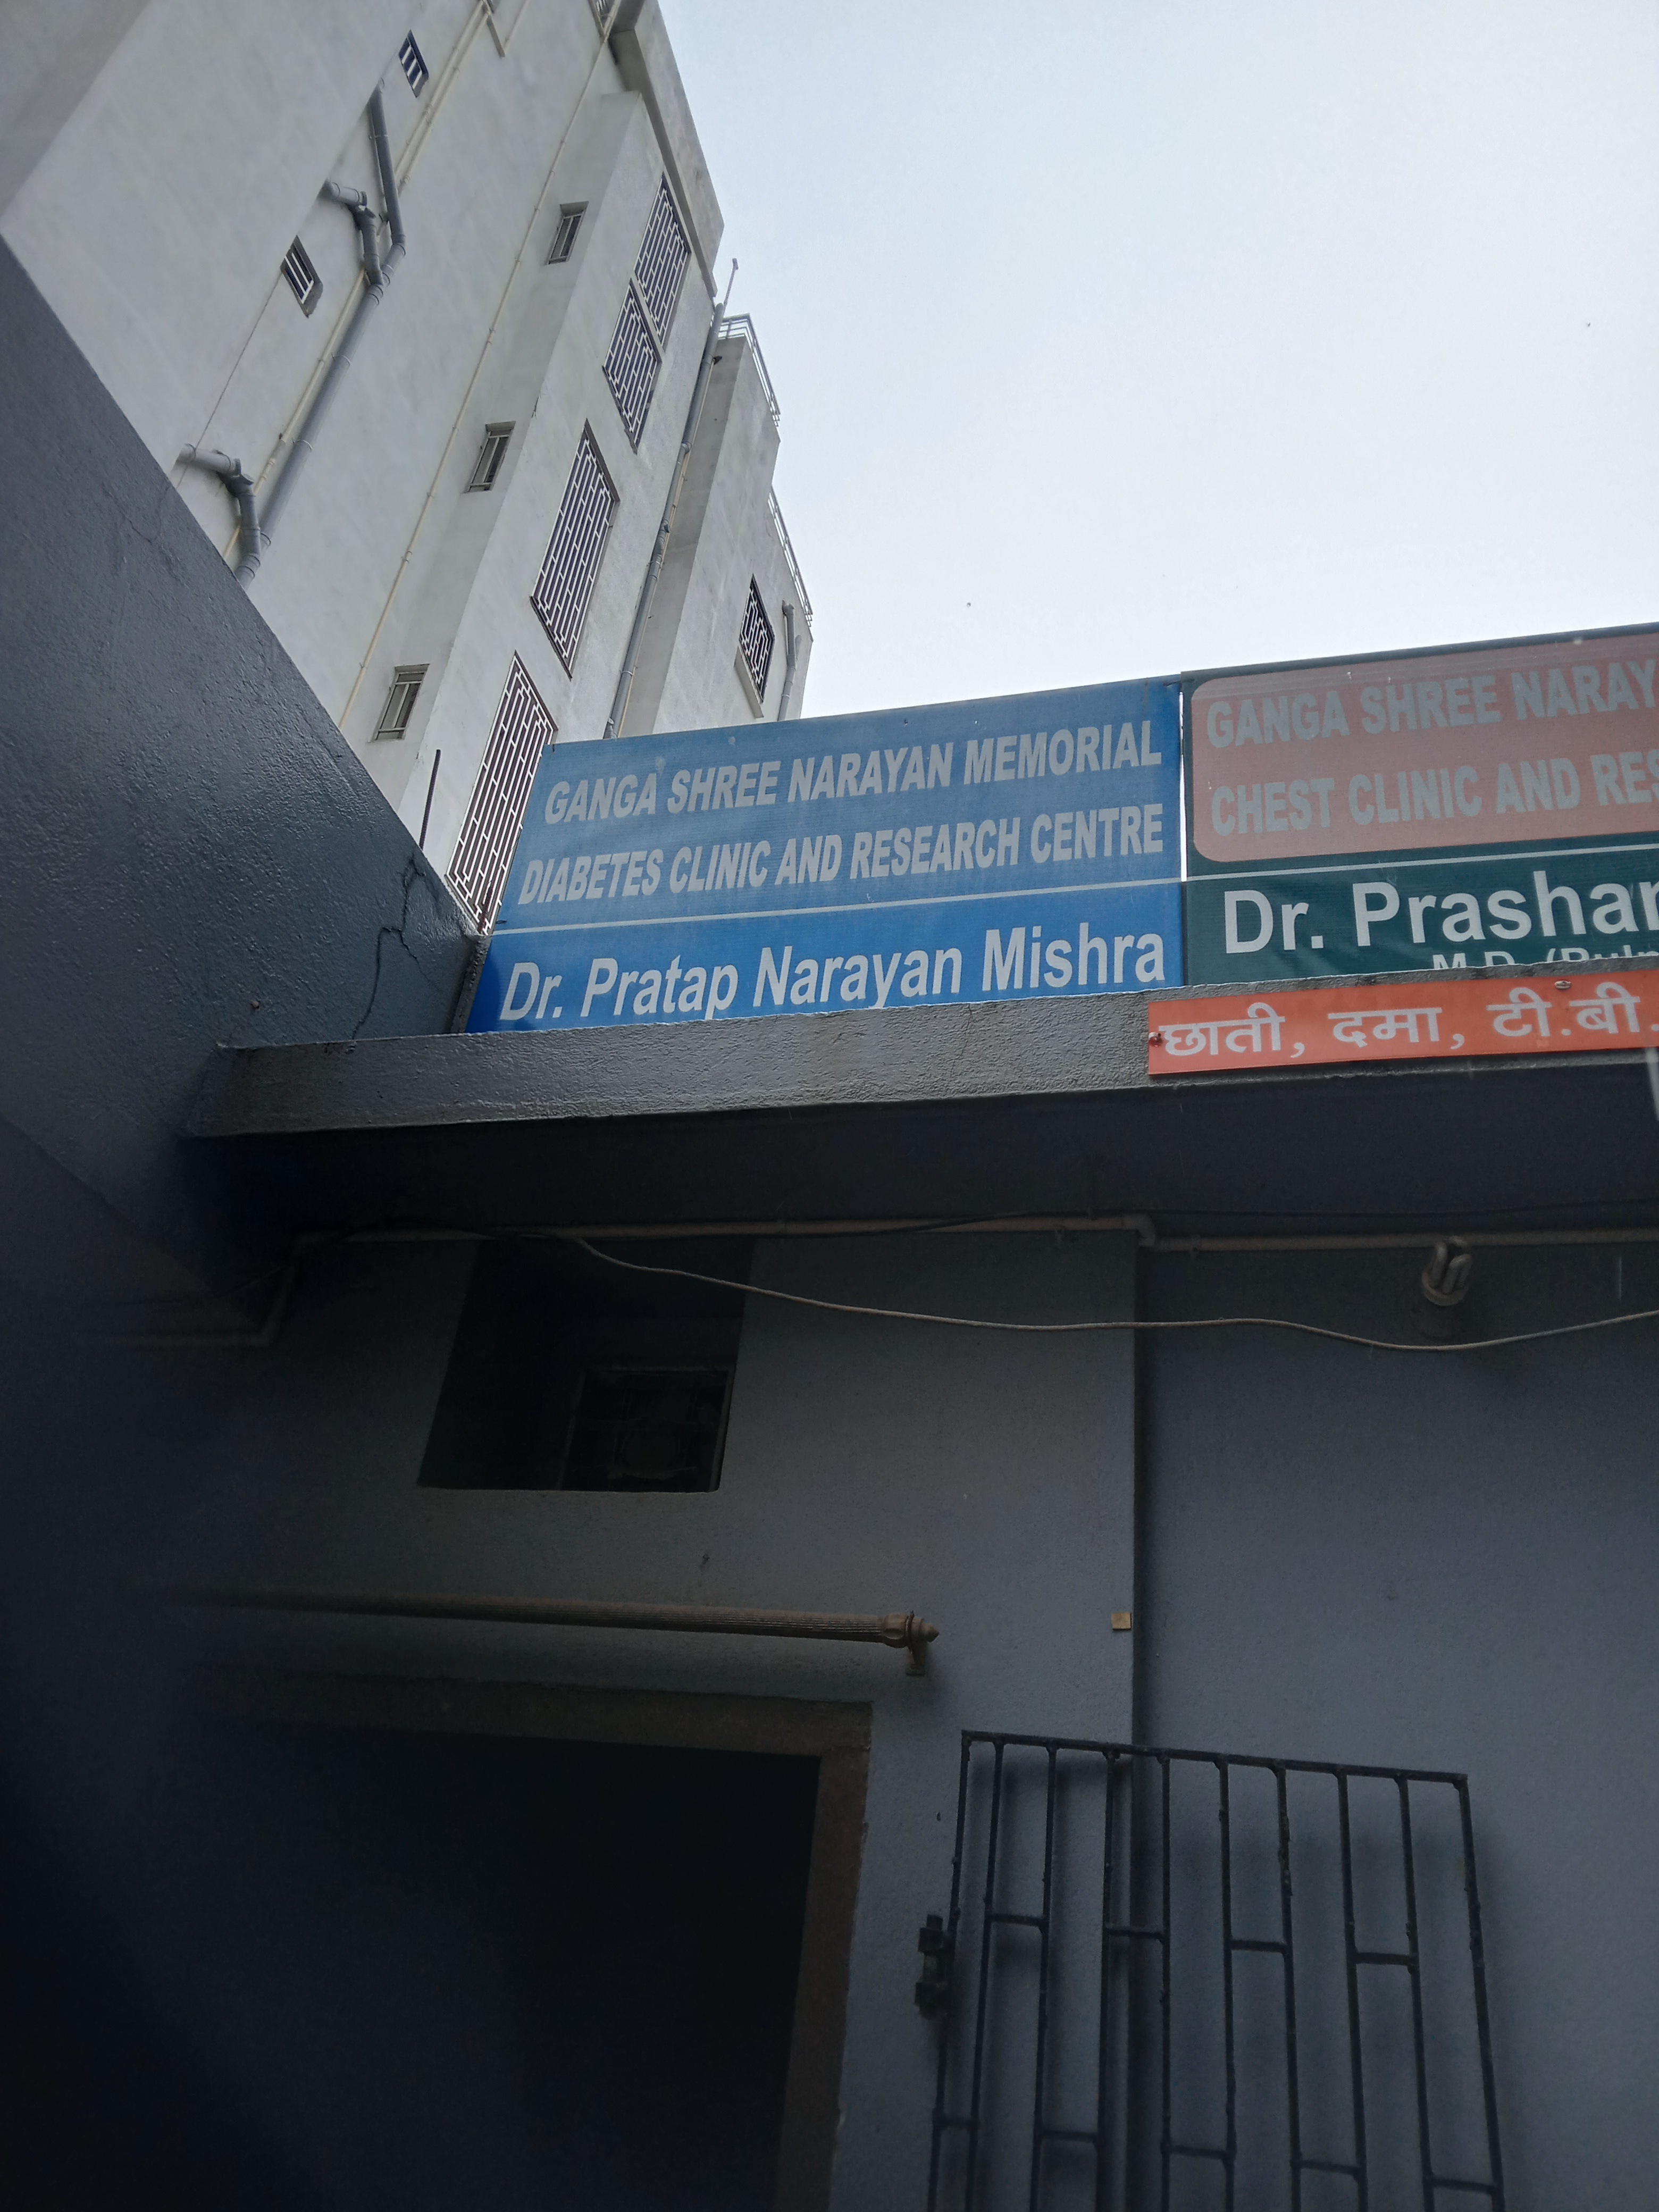 GANGA SHREE NARAYAN MEMORIAL
DIABETES CLINIC AND RESEARCH CENTRE
Dr. Pratap Narayan Mishra
GANGA SHREE NARAY
CHEST CLINIC AND RES
Dr. Prashan
M.D. (Pulm
छाती, दमा, टी.बी.